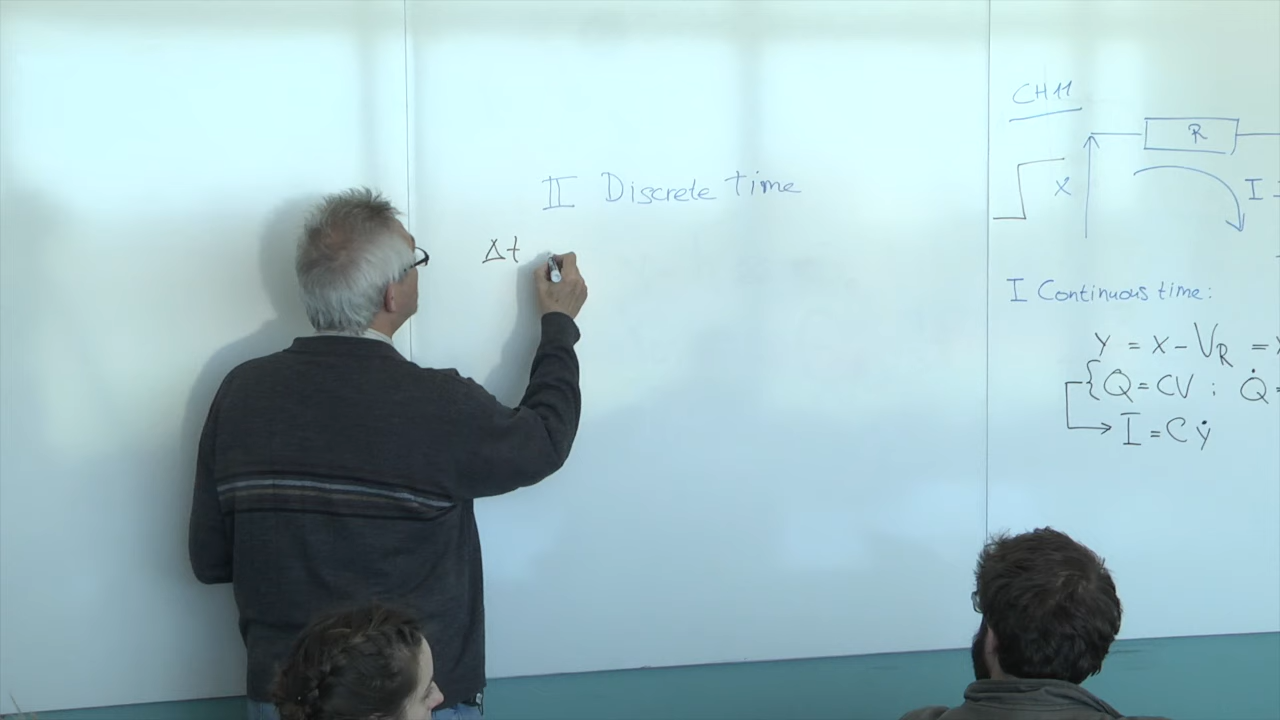 II Discrete time
Δt
CH11
R
X
I
I Continuous time:
Y = X - V_R =
{Q = CV : Q̇ =
→ I = C ẏ